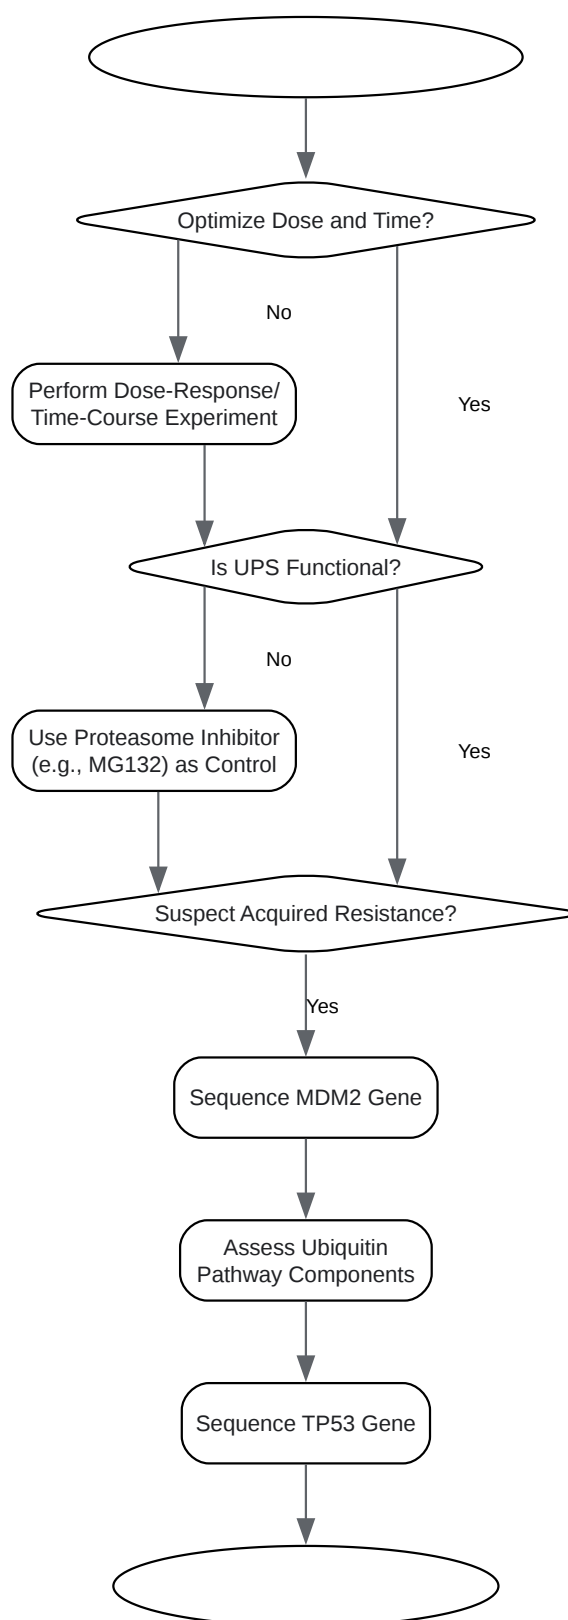 Optimize Dose and Time?
No
Perform Dose-Response/
Time-Course Experiment
Yes
Is UPS Functional?
No
Use Proteasome Inhibitor
(e.g., MG132) as Control
Yes
Suspect Acquired Resistance?
Yes
Sequence MDM2 Gene
Assess Ubiquitin
Pathway Components
Sequence TP53 Gene